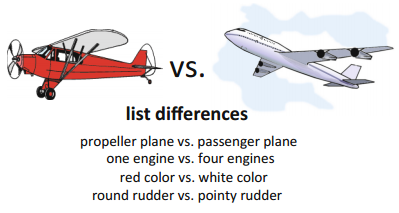 vs.
list differences
propeller plane vs. passenger plane
one engine vs. four engines
red color vs. white color
round rudder vs. pointy rudder